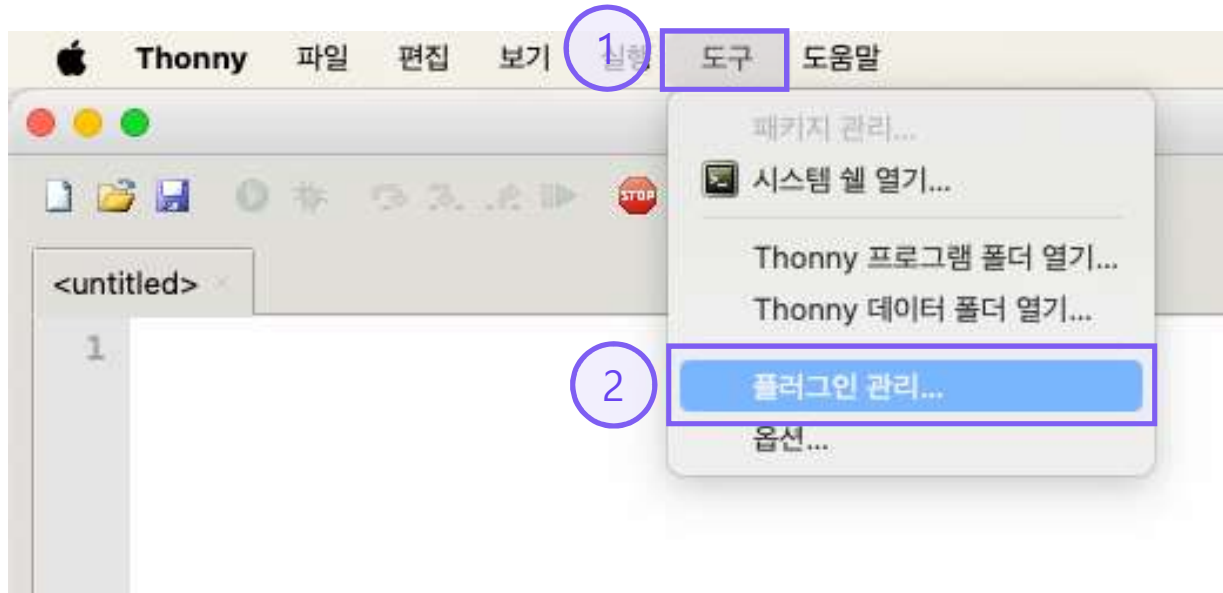 Thonny 파일 편집 보기 1 실행 도구 도움말
패키지 관리...
시스템 쉘 열기...
STOP
Thonny 프로그램 폴더 열기...
<untitled>
Thonny 데이터 폴더 열기...
1
2 플러그인 관리...
옵션...